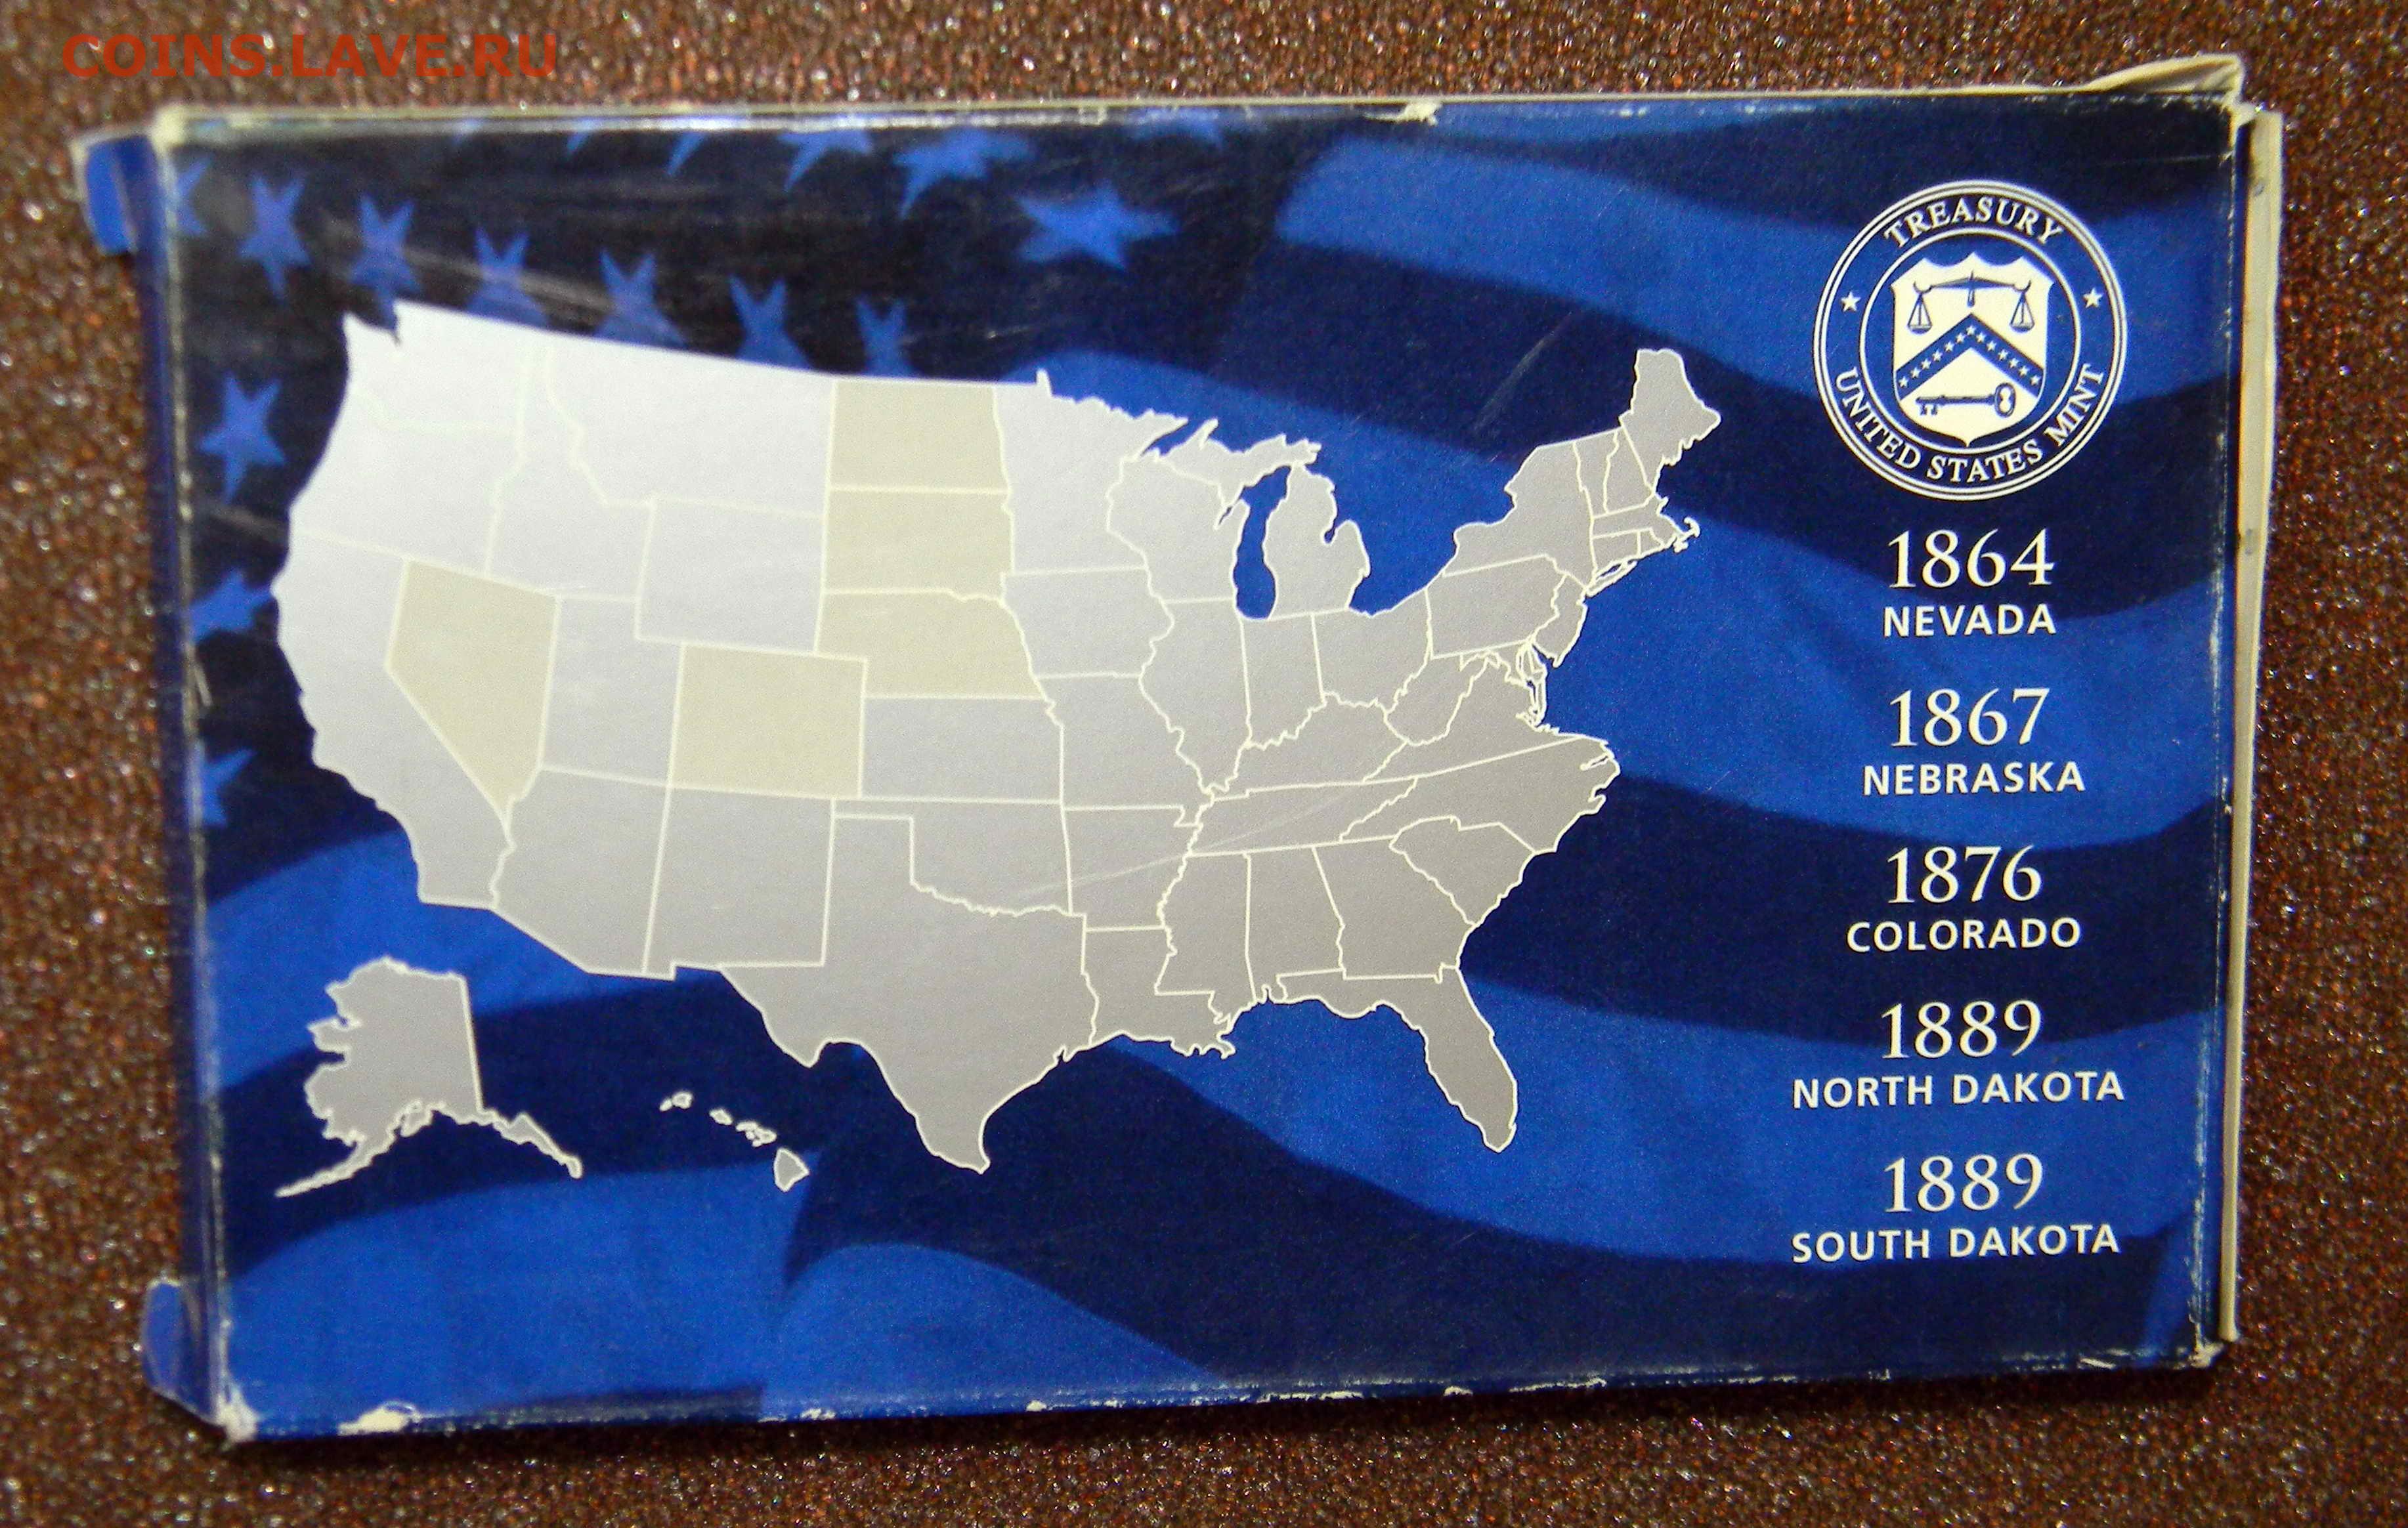 COINS.LAVE.RU
TREASURY
UNITED STATES MINT
1864
NEVADA
1867
NEBRASKA
1876
COLORADO
1889
NORTH DAKOTA
1889
SOUTH DAKOTA